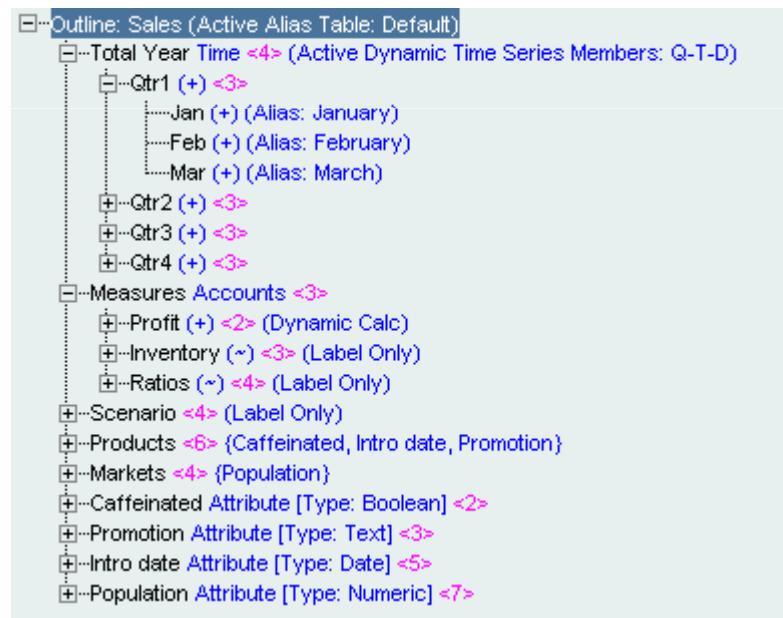 Outline: Sales (Active Alias Table: Default)
Total Year Time <4> (Active Dynamic Time Series Members: Q-T-D)
Qtr1 (+) <3>
Jan (+) (Alias: January)
Feb (+) (Alias: February)
Mar (+) (Alias: March)
Qtr2 (+) <3>
Qtr3 (+) <3>
Qtr4 (+) <3>
Measures Accounts <3>
Profit (+) <2> (Dynamic Calc)
Inventory (~) <3> (Label Only)
Ratios (~) <4> (Label Only)
Scenario <4> (Label Only)
Products <6> {Caffeinated, Intro date, Promotion}
Markets <4> {Population}
Caffeinated Attribute [Type: Boolean] <2>
Promotion Attribute [Type: Text] <3>
Intro date Attribute [Type: Date] <5>
Population Attribute [Type: Numeric] <7>